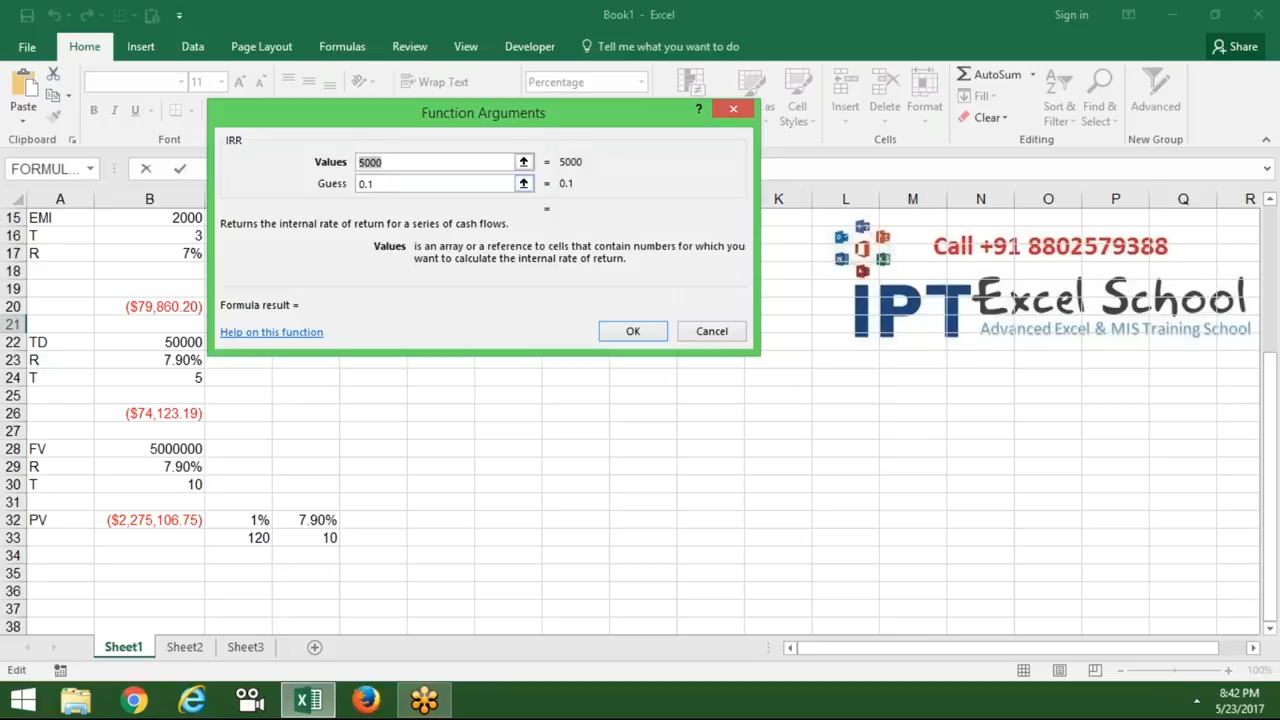 Book1 - Excel
Sign in
File Home Insert Data Page Layout Formulas Review View Developer Tell me what you want to do Share
Paste
11
Wrap Text
Percentage
Cell Styles
Insert
Delete
Format
AutoSum
Fill
Clear
Sort & Filter
Find & Select
Advanced
Clipboard
Font
Cells
Editing
New Group
FORMUL...
Function Arguments
?
IRR
Values 5000 = 5000
Guess 0.1 = 0.1
=
Returns the internal rate of return for a series of cash flows.
Values is an array or a reference to cells that contain numbers for which you
want to calculate the internal rate of return.
Formula result =
Help on this function
OK
Cancel
A B K L M N O P Q R
15 EMI 2000
16 T 3
17 R 7%
18
19
20 ($79,860.20)
21
22 TD 50000
23 R 7.90%
24 T 5
25
26 ($74,123.19)
27
28 FV 5000000
29 R 7.90%
30 T 10
31
32 PV ($2,275,106.75) 1% 7.90%
33 120 10
34
35
36
37
38
Call +91 8802579388
IPT Excel School
Advanced Excel & MIS Training School
Sheet1 Sheet2 Sheet3
Edit
100%
8:42 PM
5/23/2017